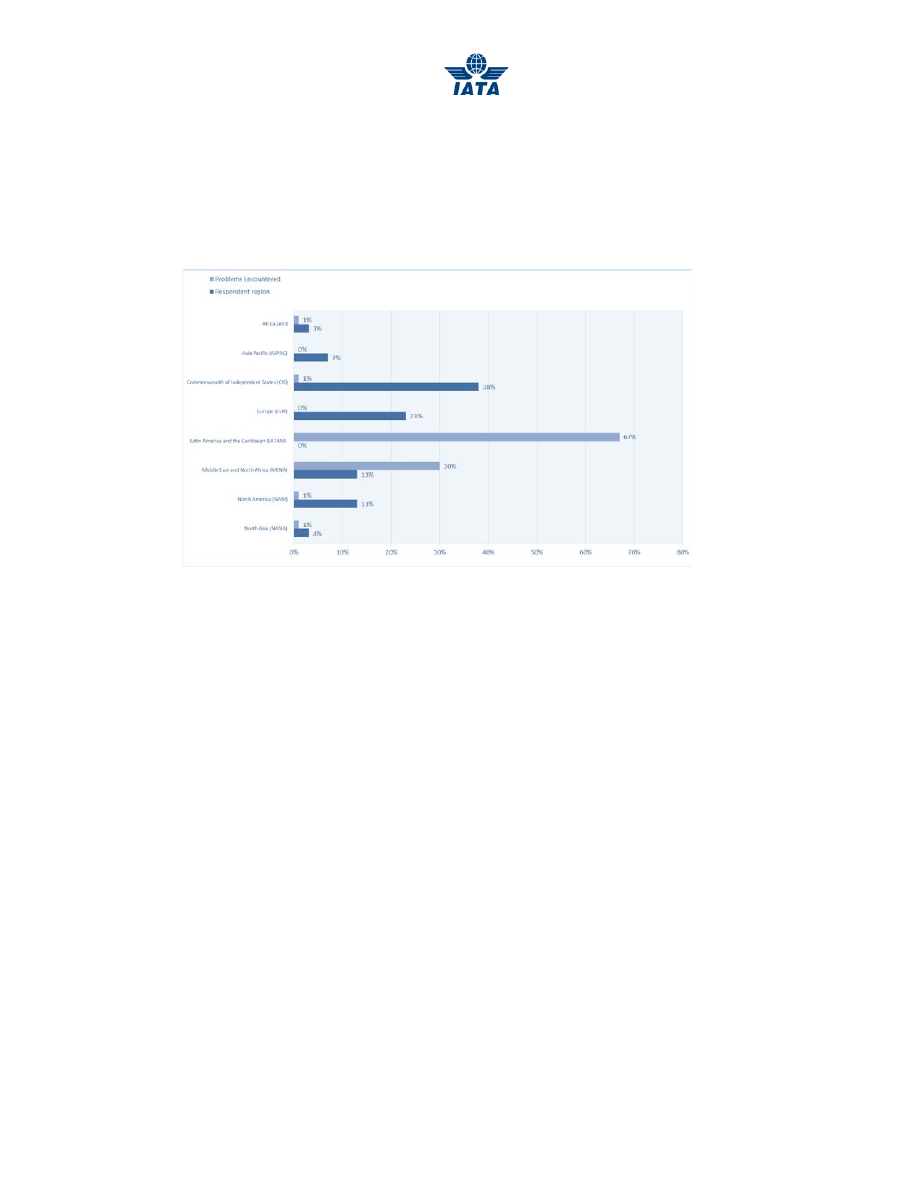 IATA
Problems Encountered
Respondent region
Africa (AFI)
1%
3%
Asia Pacific (ASPAC)
0%
7%
Commonwealth of Independent States (CIS)
1%
38%
Europe (EUR)
0%
23%
Latin America and the Caribbean (LATAM)
67%
0%
Middle East and North Africa (MENA)
30%
13%
North America (NAM)
1%
13%
North Asia (NASIA)
1%
3%
0% 10% 20% 30% 40% 50% 60% 70% 80%